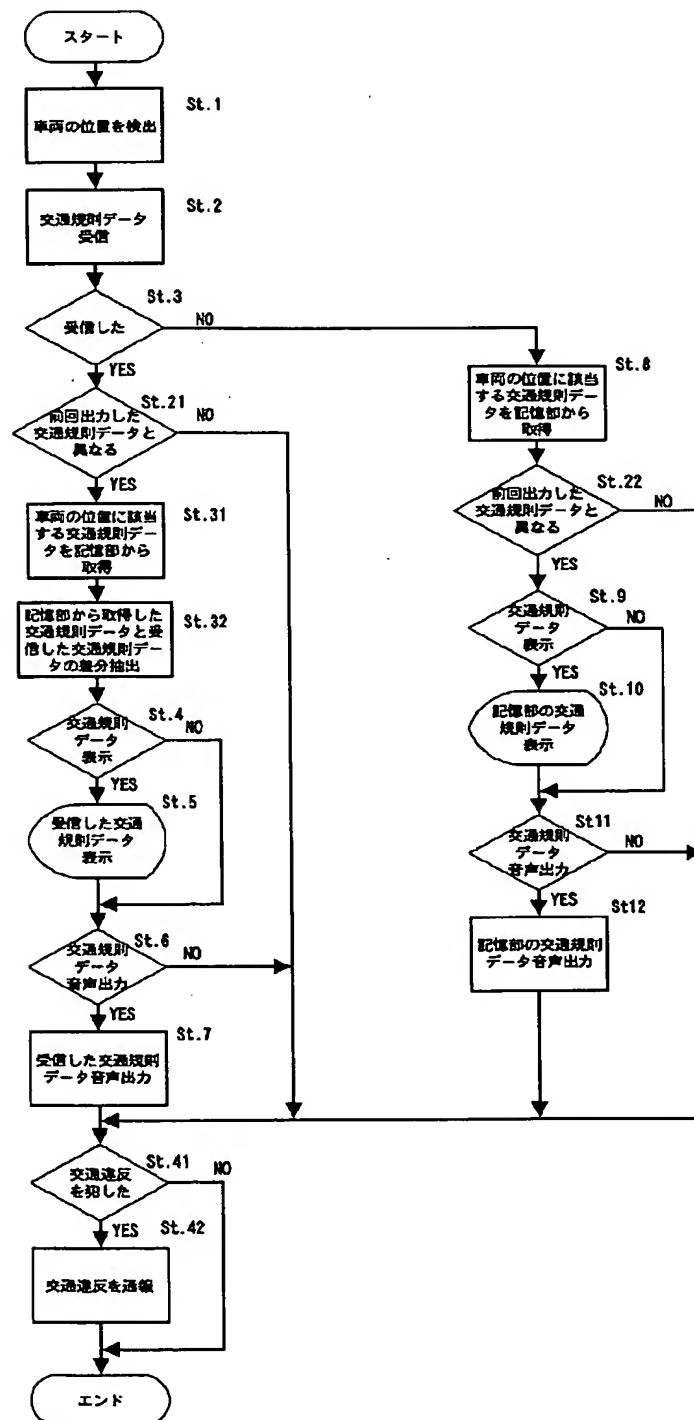 スタート
St.1
車両の位置を検出
St.2
交通規則データ
受信
St.3
受信した
NO
YES
St.21
前回出力した
交通規則データと
異なる
NO
YES
St.31
車両の位置に該当
する交通規則デー
タを記憶部から
取得
St.32
記憶部から取得した
交通規則データと受
信した交通規則デー
タの差分抽出
St.4
交通規則
データ
表示
NO
YES
St.5
受信した交通
規則データ
表示
St.6
交通規則
データ
音声出力
NO
YES
St.7
受信した交通規則
データ音声出力
St.8
車両の位置に該当
する交通規則デー
タを記憶部から
取得
St.22
前回出力した
交通規則データと
異なる
NO
YES
St.9
交通規則
データ
表示
NO
YES
St.10
記憶部の交通
規則データ
表示
St11
交通規則
データ
音声出力
NO
YES
St12
記憶部の交通規則
データ音声出力
St.41
交通違反
を犯した
NO
YES
St.42
交通違反を通報
エンド